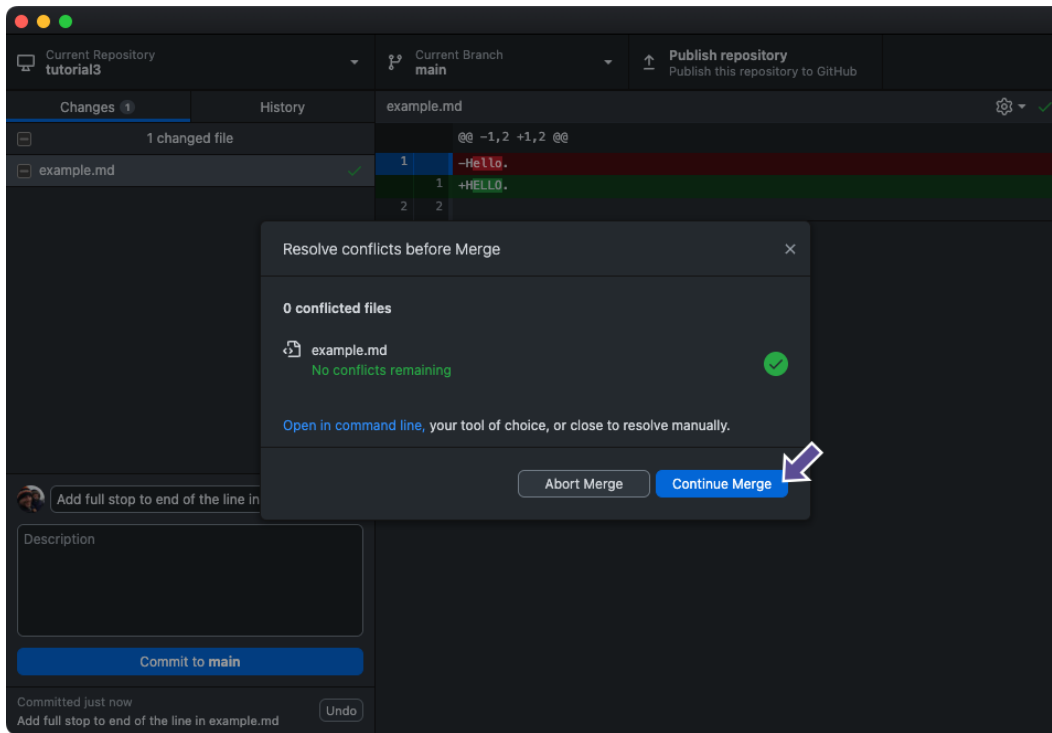 Current Repository
tutorial3
Current Branch
main
Publish repository
Publish this repository to GitHub
Changes 1
History
example.md
1 changed file
@@ -1,2 +1,2 @@
example.md
1 -Hello.
1 +HELLO.
2 2
Resolve conflicts before Merge
0 conflicted files
example.md
No conflicts remaining
Open in command line, your tool of choice, or close to resolve manually.
Abort Merge
Continue Merge
Add full stop to end of the line in
Description
Commit to main
Committed just now
Add full stop to end of the line in example.md
Undo